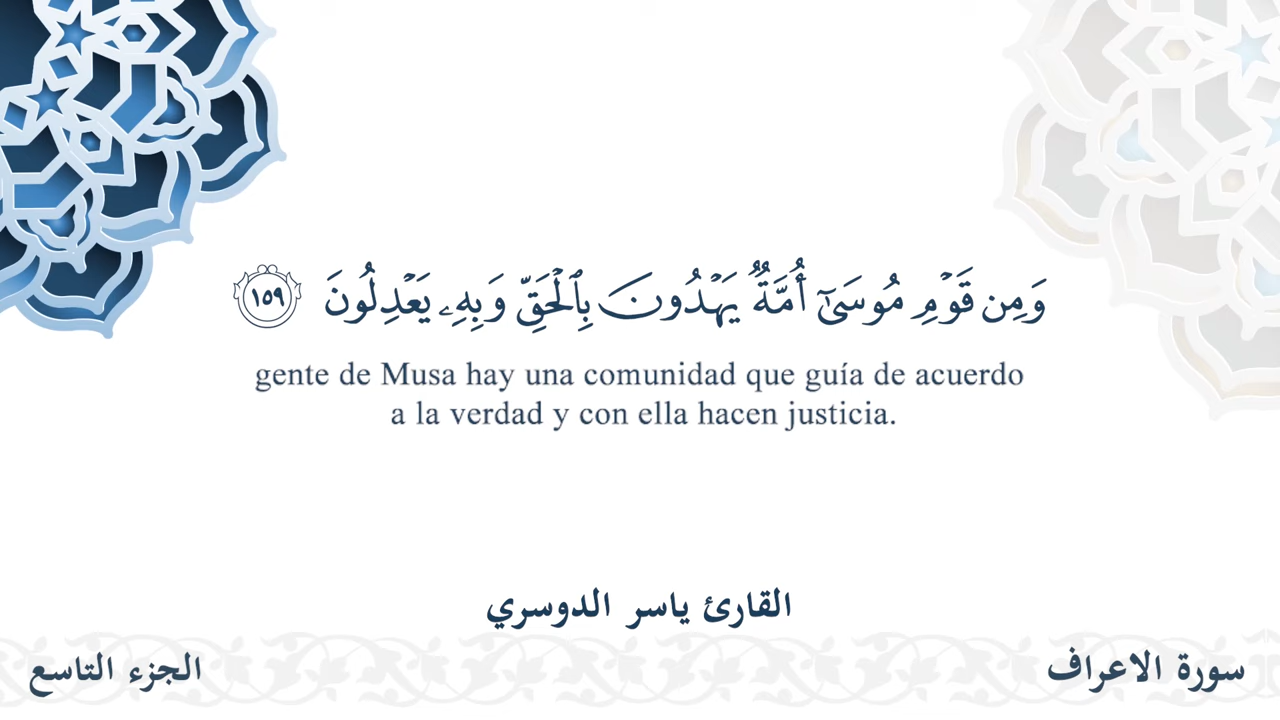 وَمِن قَوْمِ مُوسَىٰٓ أُمَّةٌ يَهْدُونَ بِالْحَقِّ وَبِهِۦ يَعْدِلُونَ ١٥٩
gente de Musa hay una comunidad que guía de acuerdo
a la verdad y con ella hacen justicia.
القارئ ياسر الدوسري
سورة الاعراف
الجزء التاسع